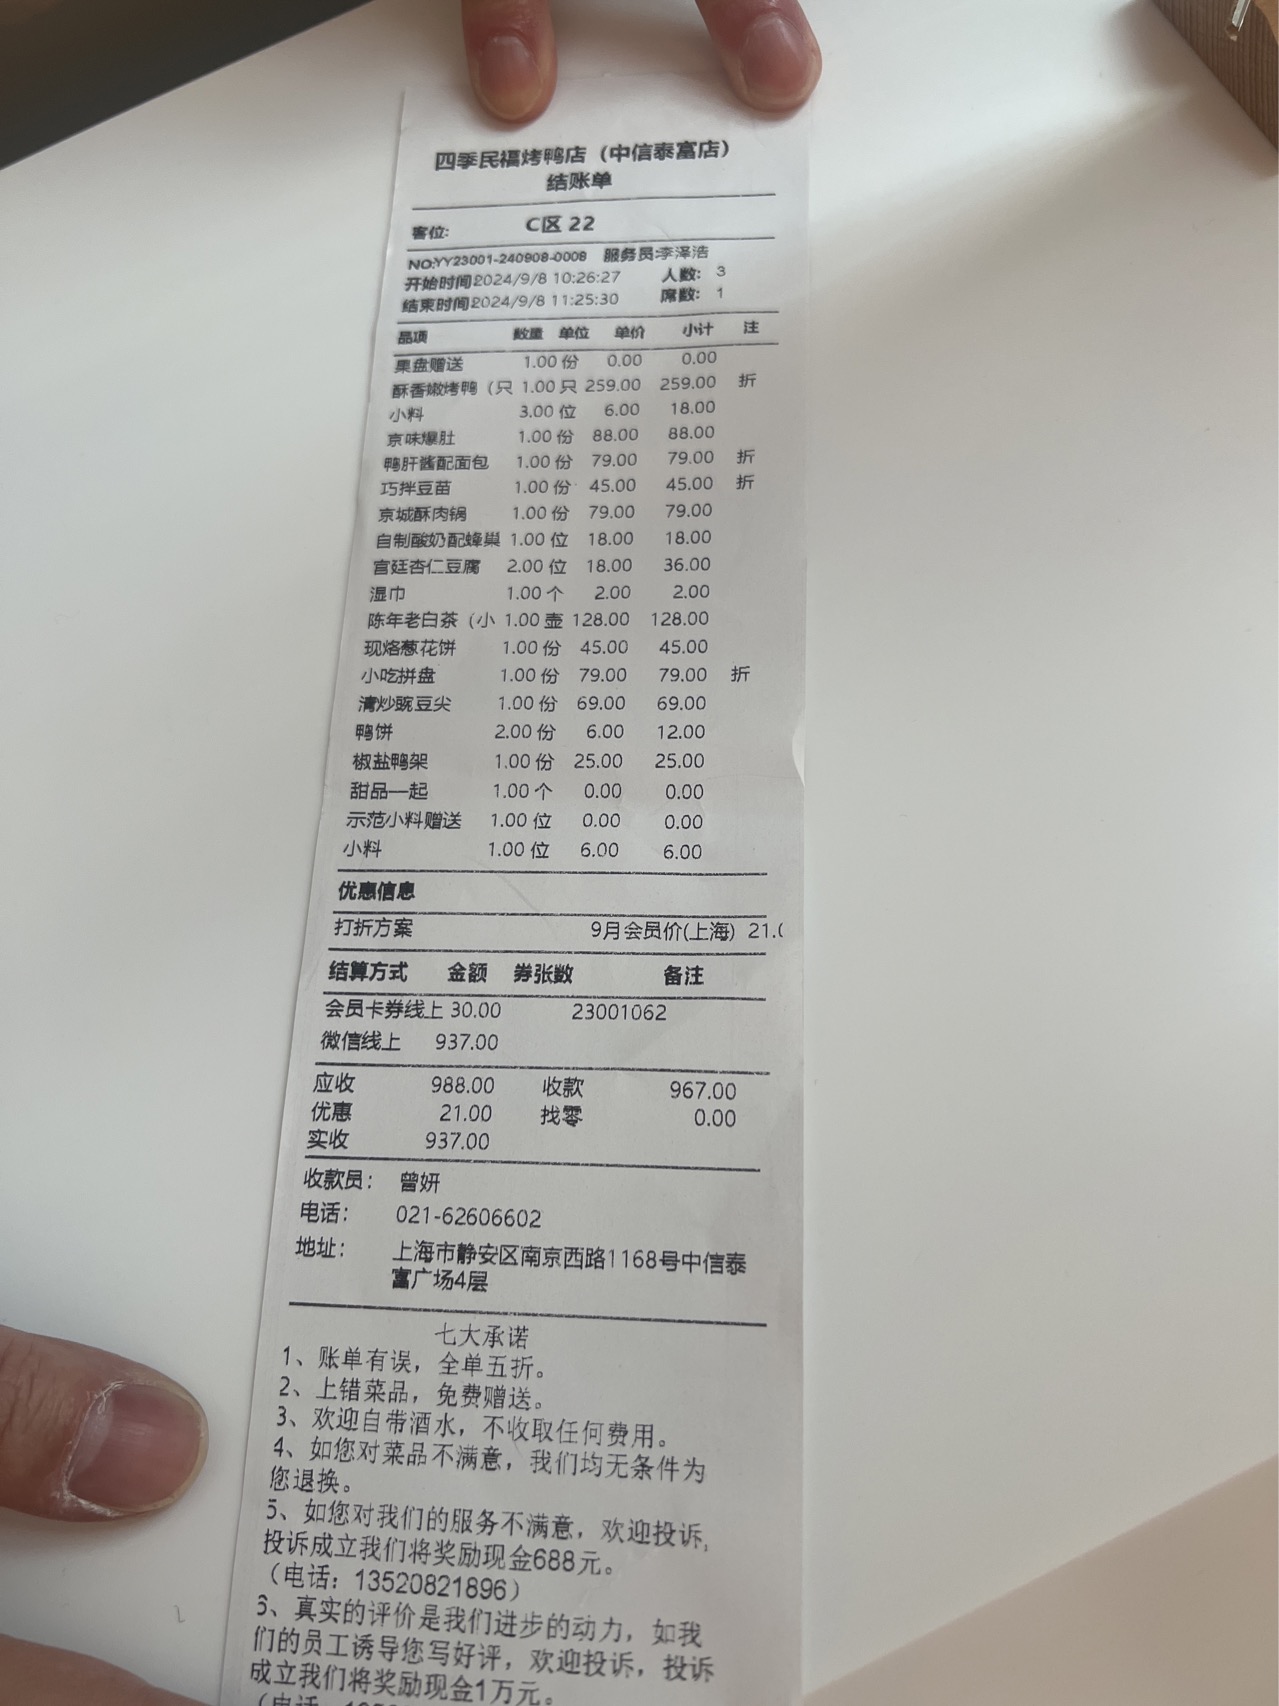 四季民福烤鸭店（中信泰富店）
结账单
客位: C区 22
NO:YY23001-240908-0008 服务员:李泽浩
开始时间2024/9/8 10:26:27 人数: 3
结束时间2024/9/8 11:25:30 席数: 1
品项 数量 单位 单价 小计 注
果盘赠送 1.00 份 0.00 0.00
酥香嫩烤鸭（只 1.00 只 259.00 259.00 折
小料 3.00 位 6.00 18.00
京味爆肚 1.00 份 88.00 88.00
鸭肝酱配面包 1.00 份 79.00 79.00 折
巧拌豆苗 1.00 份 45.00 45.00 折
京城酥肉锅 1.00 份 79.00 79.00
自制酸奶配蜂巢 1.00 位 18.00 18.00
宫廷杏仁豆腐 2.00 位 18.00 36.00
湿巾 1.00 个 2.00 2.00
陈年老白茶（小 1.00 壶 128.00 128.00
现烙葱花饼 1.00 份 45.00 45.00
小吃拼盘 1.00 份 79.00 79.00 折
清炒豌豆尖 1.00 份 69.00 69.00
鸭饼 2.00 份 6.00 12.00
椒盐鸭架 1.00 份 25.00 25.00
甜品一起 1.00 个 0.00 0.00
示范小料赠送 1.00 位 0.00 0.00
小料 1.00 位 6.00 6.00
优惠信息
打折方案 9月会员价(上海) 21.0
结算方式 金额 券张数 备注
会员卡券线上 30.00 23001062
微信线上 937.00
应收 988.00 收款 967.00
优惠 21.00 找零 0.00
实收 937.00
收款员: 曾妍
电话: 021-62606602
地址: 上海市静安区南京西路1168号中信泰
富广场4层
七大承诺
1、账单有误，全单五折。
2、上错菜品，免费赠送。
3、欢迎自带酒水，不收取任何费用。
4、如您对菜品不满意，我们均无条件为
您退换。
5、如您对我们的服务不满意，欢迎投诉,
投诉成立我们将奖励现金688元。
（电话：13520821896）
6、真实的评价是我们进步的动力，如我
们的员工诱导您写好评，欢迎投诉，投诉
成立我们将奖励现金1万元。